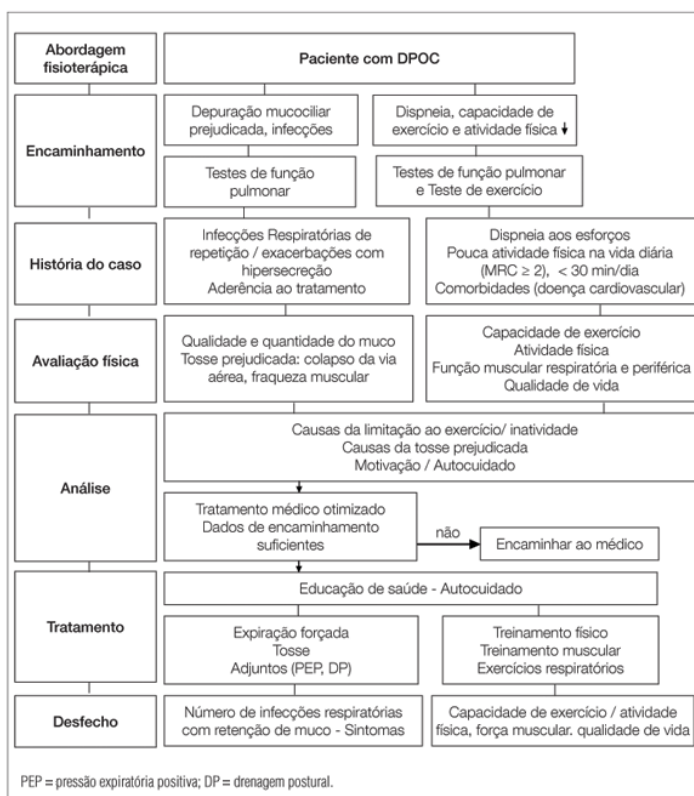 Abordagem
fisioterápica
Paciente com DPOC
Encaminhamento
Depuração mucociliar
prejudicada, infecções
Dispneia, capacidade de
exercício e atividade física
Testes de função
pulmonar
Testes de função pulmonar
e Teste de exercício
História do caso
Infecções Respiratórias de
repetição / exacerbações com
hipersecreção
Aderência ao tratamento
Dispneia aos esforços
Pouca atividade física na vida diária
(MRC ≥ 2), < 30 min/dia
Comorbidades (doença cardiovascular)
Avaliação física
Qualidade e quantidade do muco
Tosse prejudicada: colapso da via
aérea, fraqueza muscular
Capacidade de exercício
Atividade física
Função muscular respiratória e periférica
Qualidade de vida
Análise
Causas da limitação ao exercício/ inatividade
Causas da tosse prejudicada
Motivação / Autocuidado
Tratamento médico otimizado
Dados de encaminhamento
suficientes
não
Encaminhar ao médico
Tratamento
Educação de saúde - Autocuidado
Expiração forçada
Tosse
Adjuntos (PEP, DP)
Treinamento físico
Treinamento muscular
Exercícios respiratórios
Desfecho
Número de infecções respiratórias
com retenção de muco - Sintomas
Capacidade de exercício / atividade
física, força muscular. qualidade de vida
PEP = pressão expiratória positiva; DP = drenagem postural.